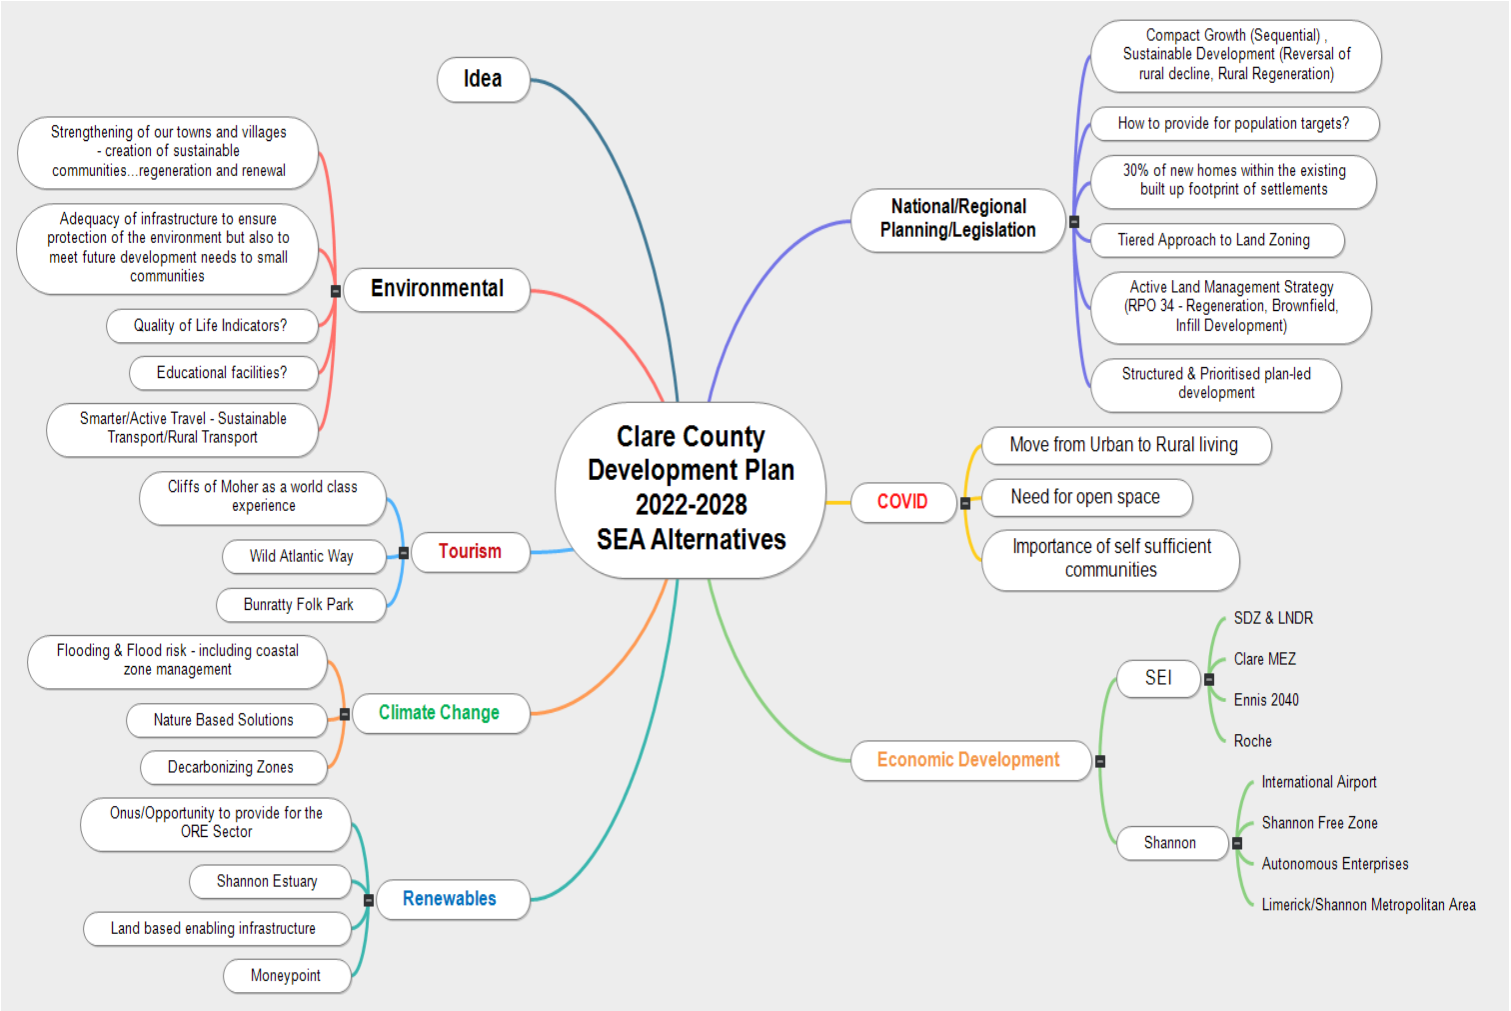 Idea
Strengthening of our towns and villages
- creation of sustainable
communities...regeneration and renewal
Adequacy of infrastructure to ensure
protection of the environment but also to
meet future development needs to small
communities
Quality of Life Indicators?
Educational facilities?
Smarter/Active Travel - Sustainable
Transport/Rural Transport
Environmental
Cliffs of Moher as a world class
experience
Wild Atlantic Way
Bunratty Folk Park
Tourism
Flooding & Flood risk - including coastal
zone management
Nature Based Solutions
Decarbonizing Zones
Climate Change
Onus/Opportunity to provide for the
ORE Sector
Shannon Estuary
Land based enabling infrastructure
Moneypoint
Renewables
Clare County
Development Plan
2022-2028
SEA Alternatives
National/Regional
Planning/Legislation
Compact Growth (Sequential) ,
Sustainable Development (Reversal of
rural decline, Rural Regeneration)
How to provide for population targets?
30% of new homes within the existing
built up footprint of settlements
Tiered Approach to Land Zoning
Active Land Management Strategy
(RPO 34 - Regeneration, Brownfield,
Infill Development)
Structured & Prioritised plan-led
development
COVID
Move from Urban to Rural living
Need for open space
Importance of self sufficient
communities
Economic Development
SEI
SDZ & LNDR
Clare MEZ
Ennis 2040
Roche
Shannon
International Airport
Shannon Free Zone
Autonomous Enterprises
Limerick/Shannon Metropolitan Area